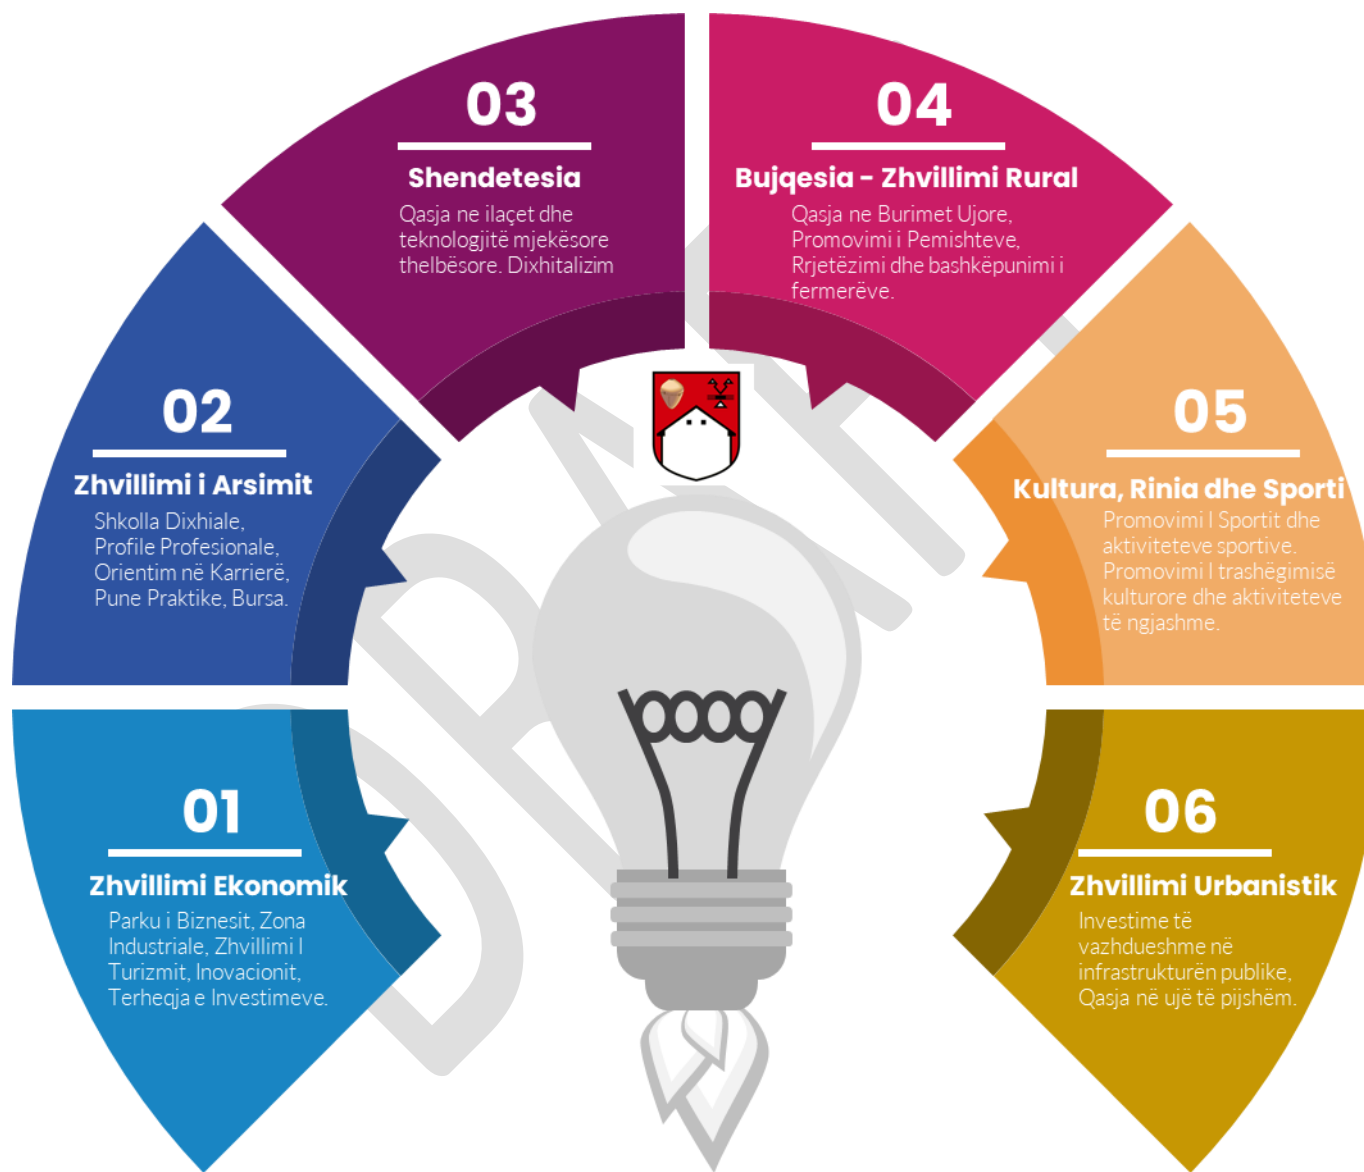 01
Zhvillimi Ekonomik
Parku i Biznesit, Zona
Industriale, Zhvillimi I
Turizmit, Inovacionit,
Terheqja e Investimeve.
02
Zhvillimi i Arsimit
Shkolla Dixhiale,
Profile Profesionale,
Orientim në Karrierë,
Pune Praktike, Bursa.
03
Shendetesia
Qasja ne ilaçet dhe
teknologjitë mjekësore
thelbësore. Dixhitalizim
04
Bujqesia - Zhvillimi Rural
Qasja ne Burimet Ujore,
Promovimi i Pemishteve,
Rrjetëzimi dhe bashkëpunimi i
fermerëve.
05
Kultura, Rinia dhe Sporti
Promovimi I Sportit dhe
aktiviteteve sportive.
Promovimi I trashëgimisë
kulturore dhe aktiviteteve
të ngjashme.
06
Zhvillimi Urbanistik
Investime të
vazhdueshme në
infrastrukturën publike,
Qasja në ujë të pijshëm.
DRAFT